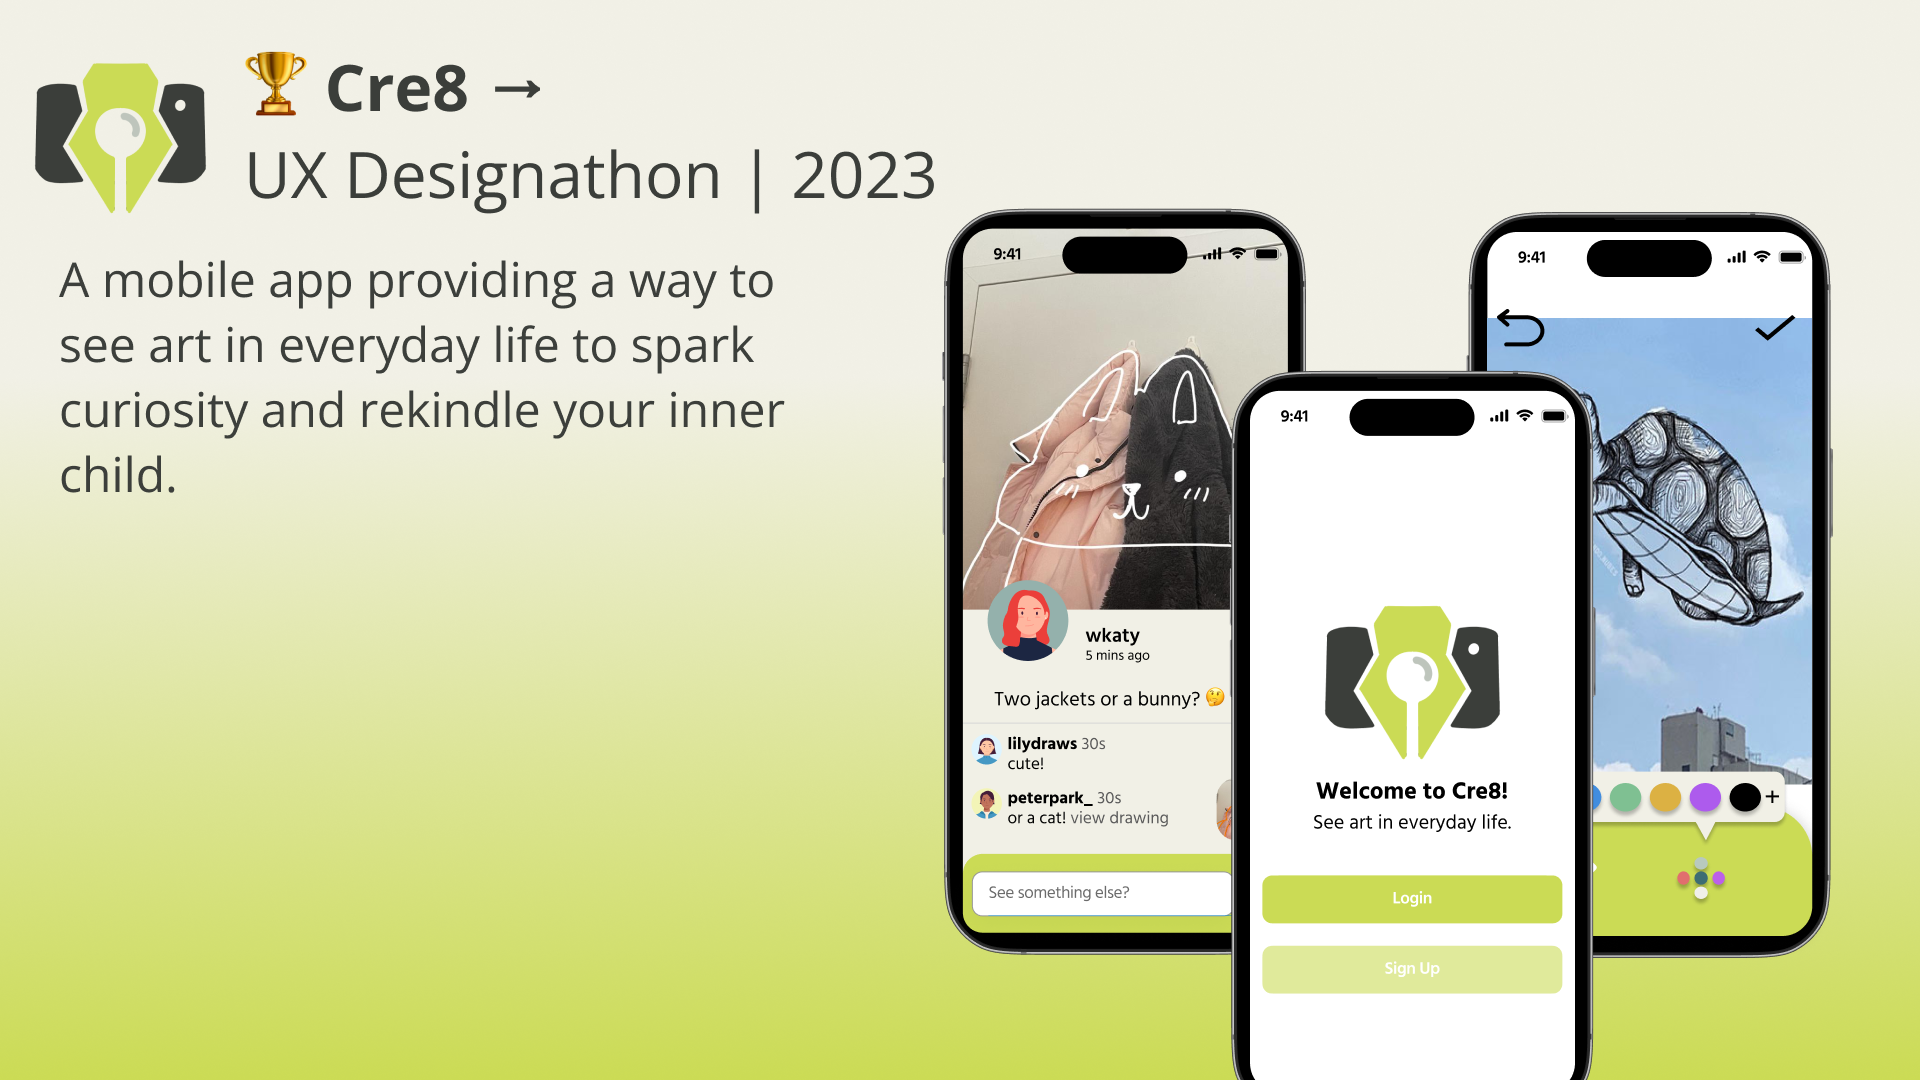 🏆 Cre8 →
UX Designathon | 2023
A mobile app providing a way to
see art in everyday life to spark
curiosity and rekindle your inner
child.
9:41
wkaty
5 mins ago
Two jackets or a bunny? 🤔
lilydraws 30s
cute!
peterpark_ 30s
or a cat! view drawing
See something else?
9:41
Welcome to Cre8!
See art in everyday life.
Login
Sign Up
9:41
+